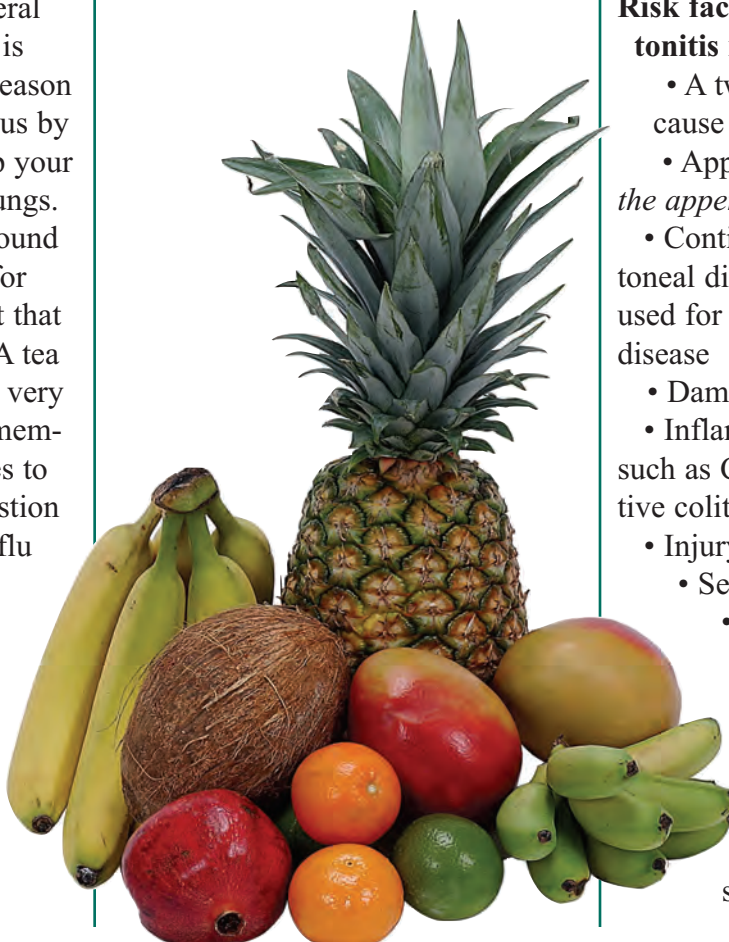 eral
is
eason
us by
your
ungs.
ound
for
that
A tea
very
mem-
es to
stion
flu
Risk fac
tonitis
• A tw
cause
• App
the appe
• Conti
toneal di
used for
disease
• Dam
• Inflar
such as C
tive colit
• Injury
• Se
•
s